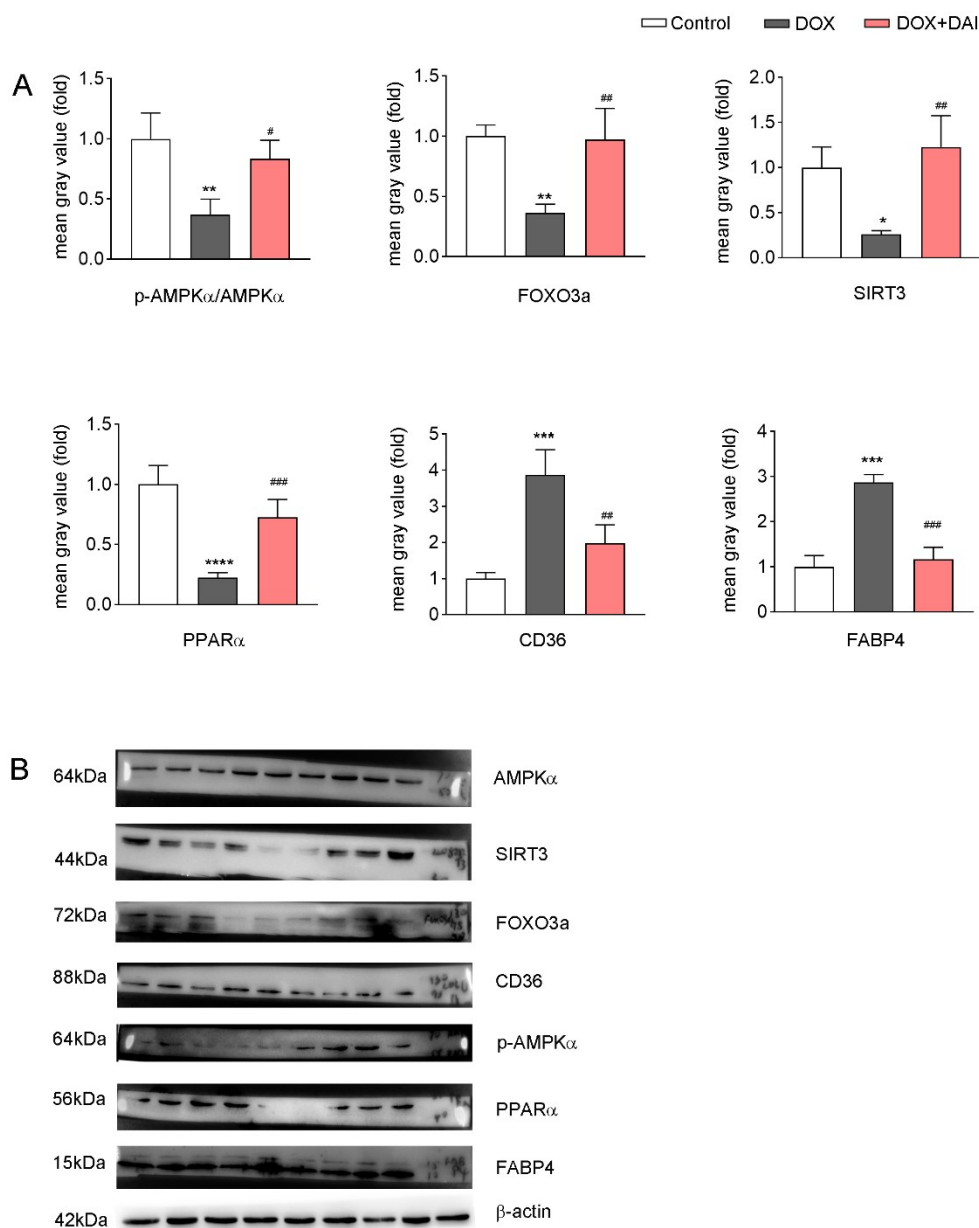 Control DOX DOX+DAI
A
mean gray value (fold)
1.5
1.0
0.5
0.0
**
#
p-AMPKα/AMPKα
mean gray value (fold)
1.5
1.0
0.5
0.0
**
##
FOXO3a
mean gray value (fold)
2.0
1.5
1.0
0.5
0.0
*
##
SIRT3
mean gray value (fold)
1.5
1.0
0.5
0.0
****
###
PPARα
mean gray value (fold)
5
4
3
2
1
0
***
##
CD36
mean gray value (fold)
4
3
2
1
0
***
###
FABP4
B
64kDa AMPKα
44kDa SIRT3
72kDa FOXO3a
88kDa CD36
64kDa p-AMPKα
56kDa PPARα
15kDa FABP4
42kDa β-actin